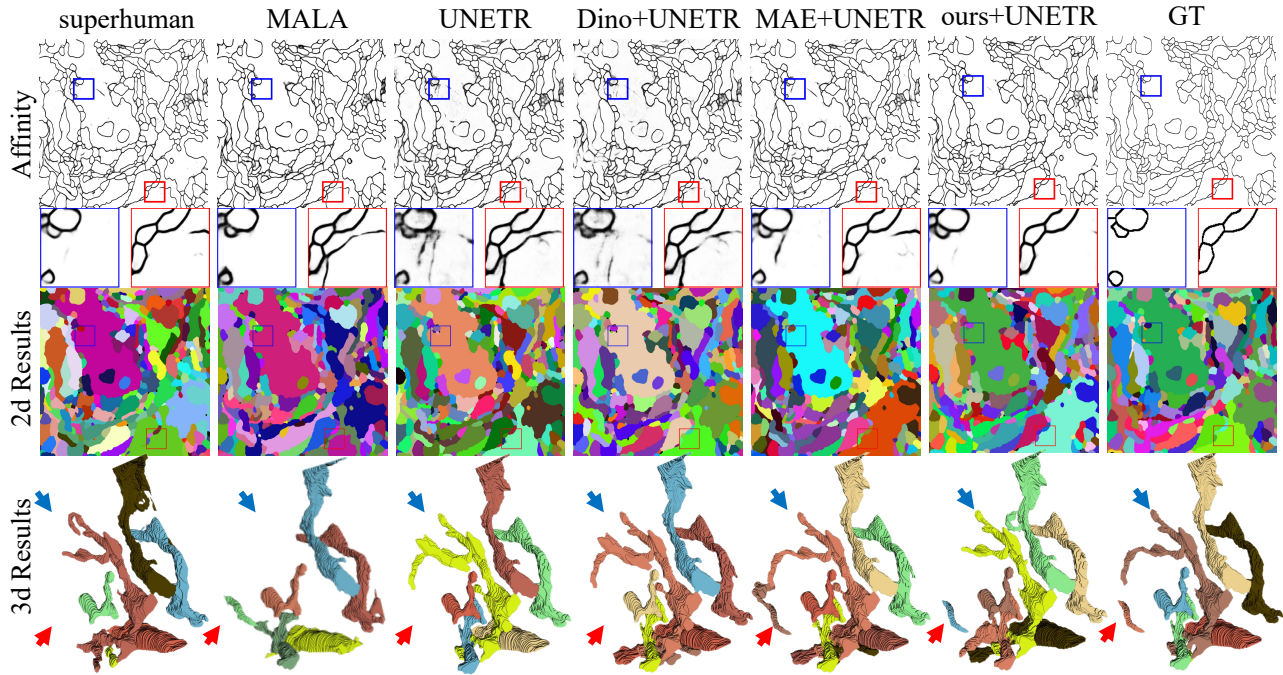 superhuman MALA UNETR Dino+UNETR MAE+UNETR ours+UNETR GT
Affinity
2d Results
3d Results